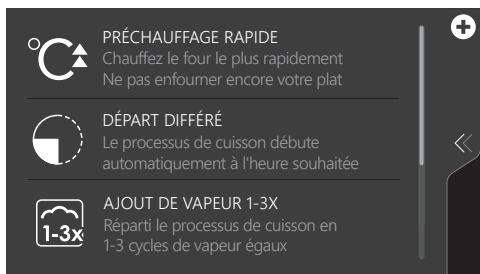 PRÉCHAUFFAGE RAPIDE
Chauffez le four le plus rapidement
Ne pas enfourner encore votre plat
DÉPART DIFFÉRÉ
Le processus de cuisson débute
automatiquement à l'heure souhaitée
1-3x
AJOUT DE VAPEUR 1-3X
Réparti le processus de cuisson en
1-3 cycles de vapeur égaux